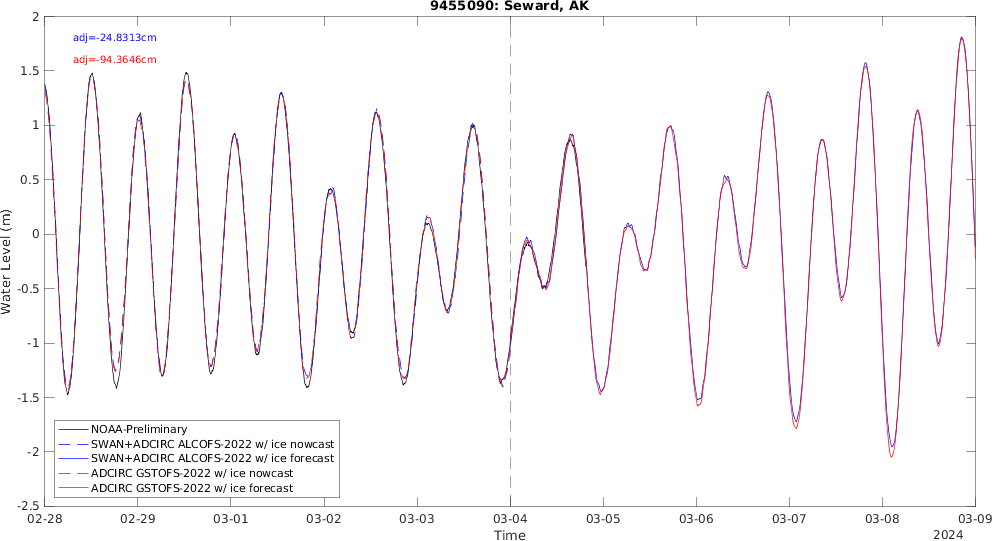 9455090: Seward, AK
adj=-24.8313cm
adj=-94.3646cm
2
1.5
1
0.5
0
-0.5
-1
-1.5
-2
-2.5
Water Level (m)
NOAA-Preliminary
SWAN+ADCIRC ALCOFS-2022 w/ ice nowcast
SWAN+ADCIRC ALCOFS-2022 w/ ice forecast
ADCIRC GSTOFS-2022 w/ ice nowcast
ADCIRC GSTOFS-2022 w/ ice forecast
02-28 02-29 03-01 03-02 03-03 03-04 03-05 03-06 03-07 03-08 03-09
Time
2024